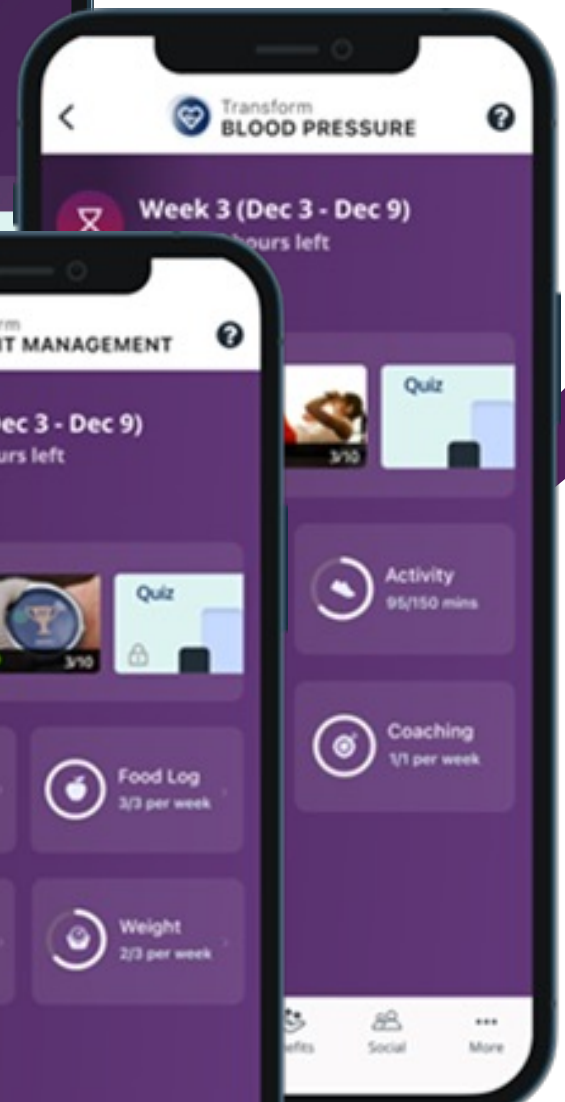 Transform
BLOOD PRESSURE
Week 3 (Dec 3 - Dec 9)
hours left
3/10
Quiz
Activity
95/150 mins
Coaching
1/1 per week
Social
More
MANAGEMENT
3 - Dec 9)
left
3/10
Quiz
Food Log
3/3 per week
Weight
2/3 per week